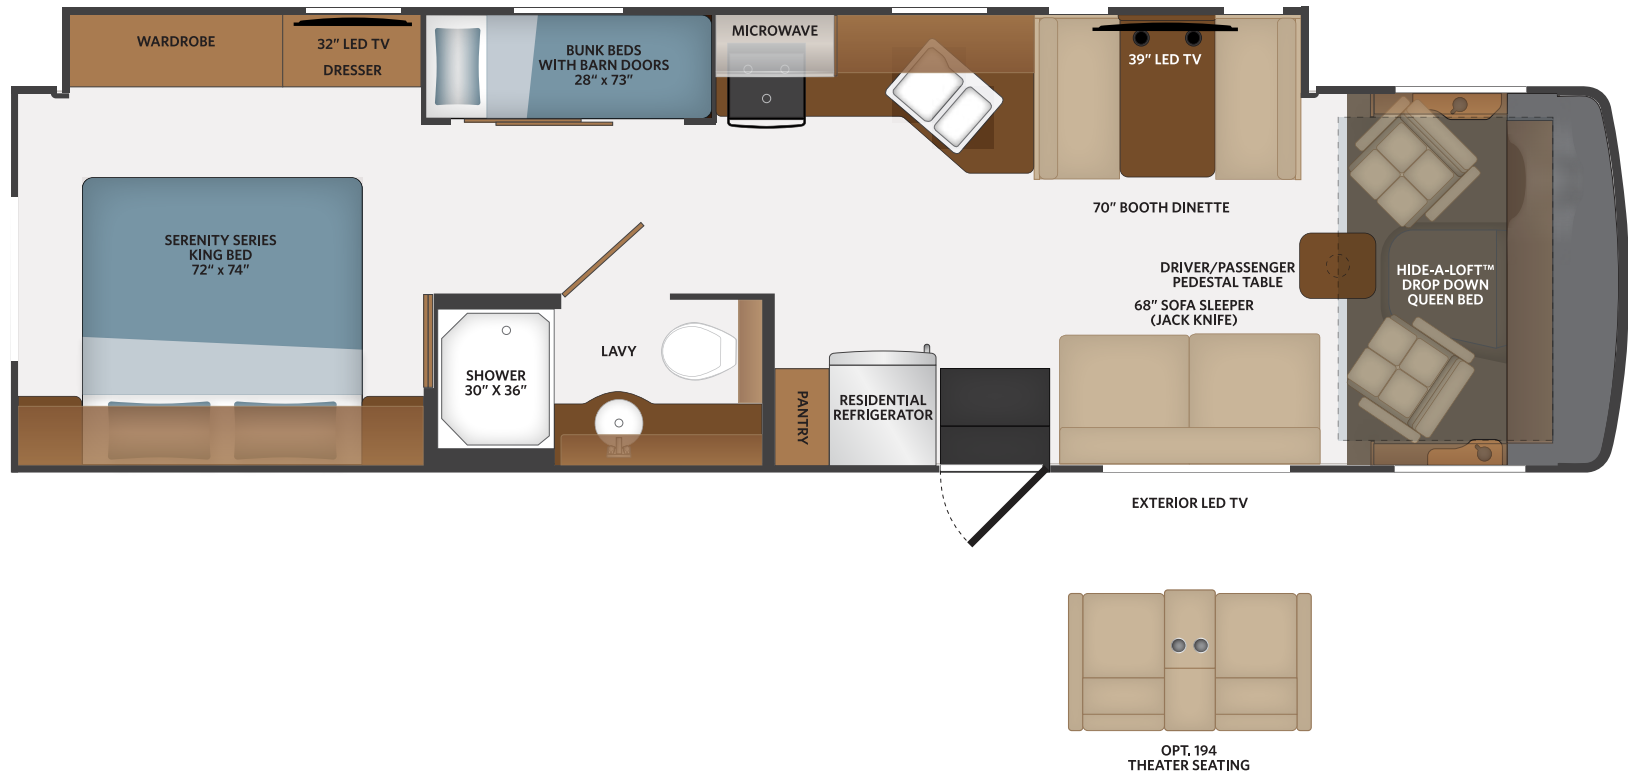 WARDROBE
32" LED TV
DRESSER
BUNK BEDS
WITH BARN DOORS
28" x 73"
MICROWAVE
39" LED TV
70" BOOTH DINETTE
SERENITY SERIES
KING BED
72" x 74"
DRIVER/PASSENGER
PEDESTAL TABLE
HIDE-A-LOFT™
DROP DOWN
QUEEN BED
68" SOFA SLEEPER
(JACK KNIFE)
LAVY
SHOWER
30" X 36"
PANTRY
RESIDENTIAL
REFRIGERATOR
EXTERIOR LED TV
OPT. 194
THEATER SEATING